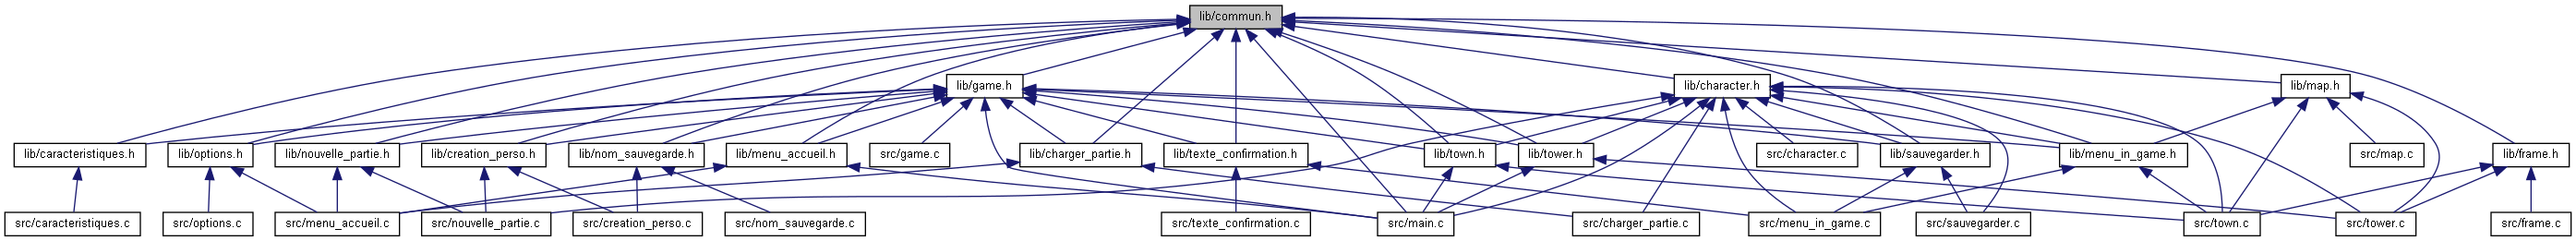 lib/commun.h
lib/game.h
lib/character.h
lib/map.h
lib/caracteristiques.h
lib/options.h
lib/nouvelle_partie.h
lib/creation_perso.h
lib/nom_sauvegarde.h
lib/menu_accueil.h
src/game.c
lib/charger_partie.h
lib/texte_confirmation.h
lib/town.h
lib/tower.h
src/character.c
lib/sauvegarder.h
lib/menu_in_game.h
src/map.c
lib/frame.h
src/caracteristiques.c
src/options.c
src/menu_accueil.c
src/nouvelle_partie.c
src/creation_perso.c
src/nom_sauvegarde.c
src/texte_confirmation.c
src/main.c
src/charger_partie.c
src/menu_in_game.c
src/sauvegarder.c
src/town.c
src/tower.c
src/frame.c